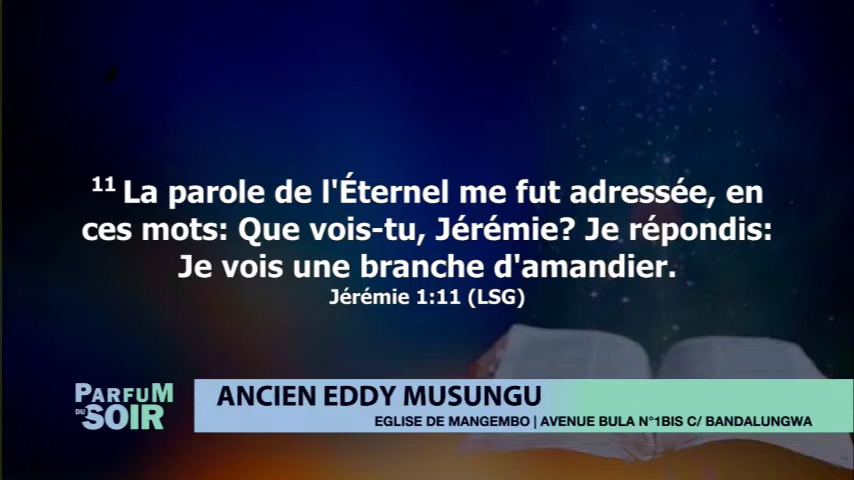 11 La parole de l'Éternel me fut adressée, en
ces mots: Que vois-tu, Jérémie? Je répondis:
Je vois une branche d'amandier.
Jérémie 1:11 (LSG)
PARFUM
DU SOIR
ANCIEN EDDY MUSUNGU
EGLISE DE MANGEMBO | AVENUE BULA N°1BIS C/ BANDALUNGWA